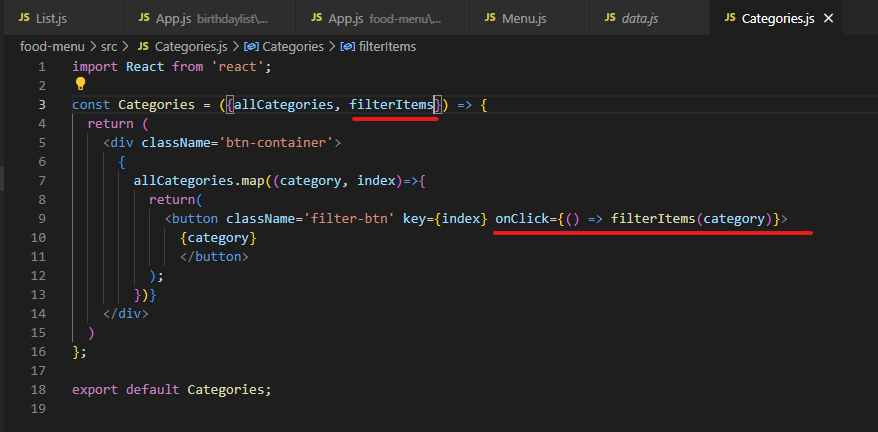 JS List.js JS App.js birthdaylist\... JS App.js food-menu\... JS Menu.js JS data.js JS Categories.js ×
food-menu > src > JS Categories.js > Categories > filterItems
1 import React from 'react';
2
3 const Categories = ({allCategories, filterItems}) => {
4 return (
5 <div className='btn-container'>
6 {
7 allCategories.map((category, index)=>{
8 return(
9 <button className='filter-btn' key={index} onClick={() => filterItems(category)}>
10 {category}
11 </button>
12 );
13 })}
14 </div>
15 )
16 };
17
18 export default Categories;
19